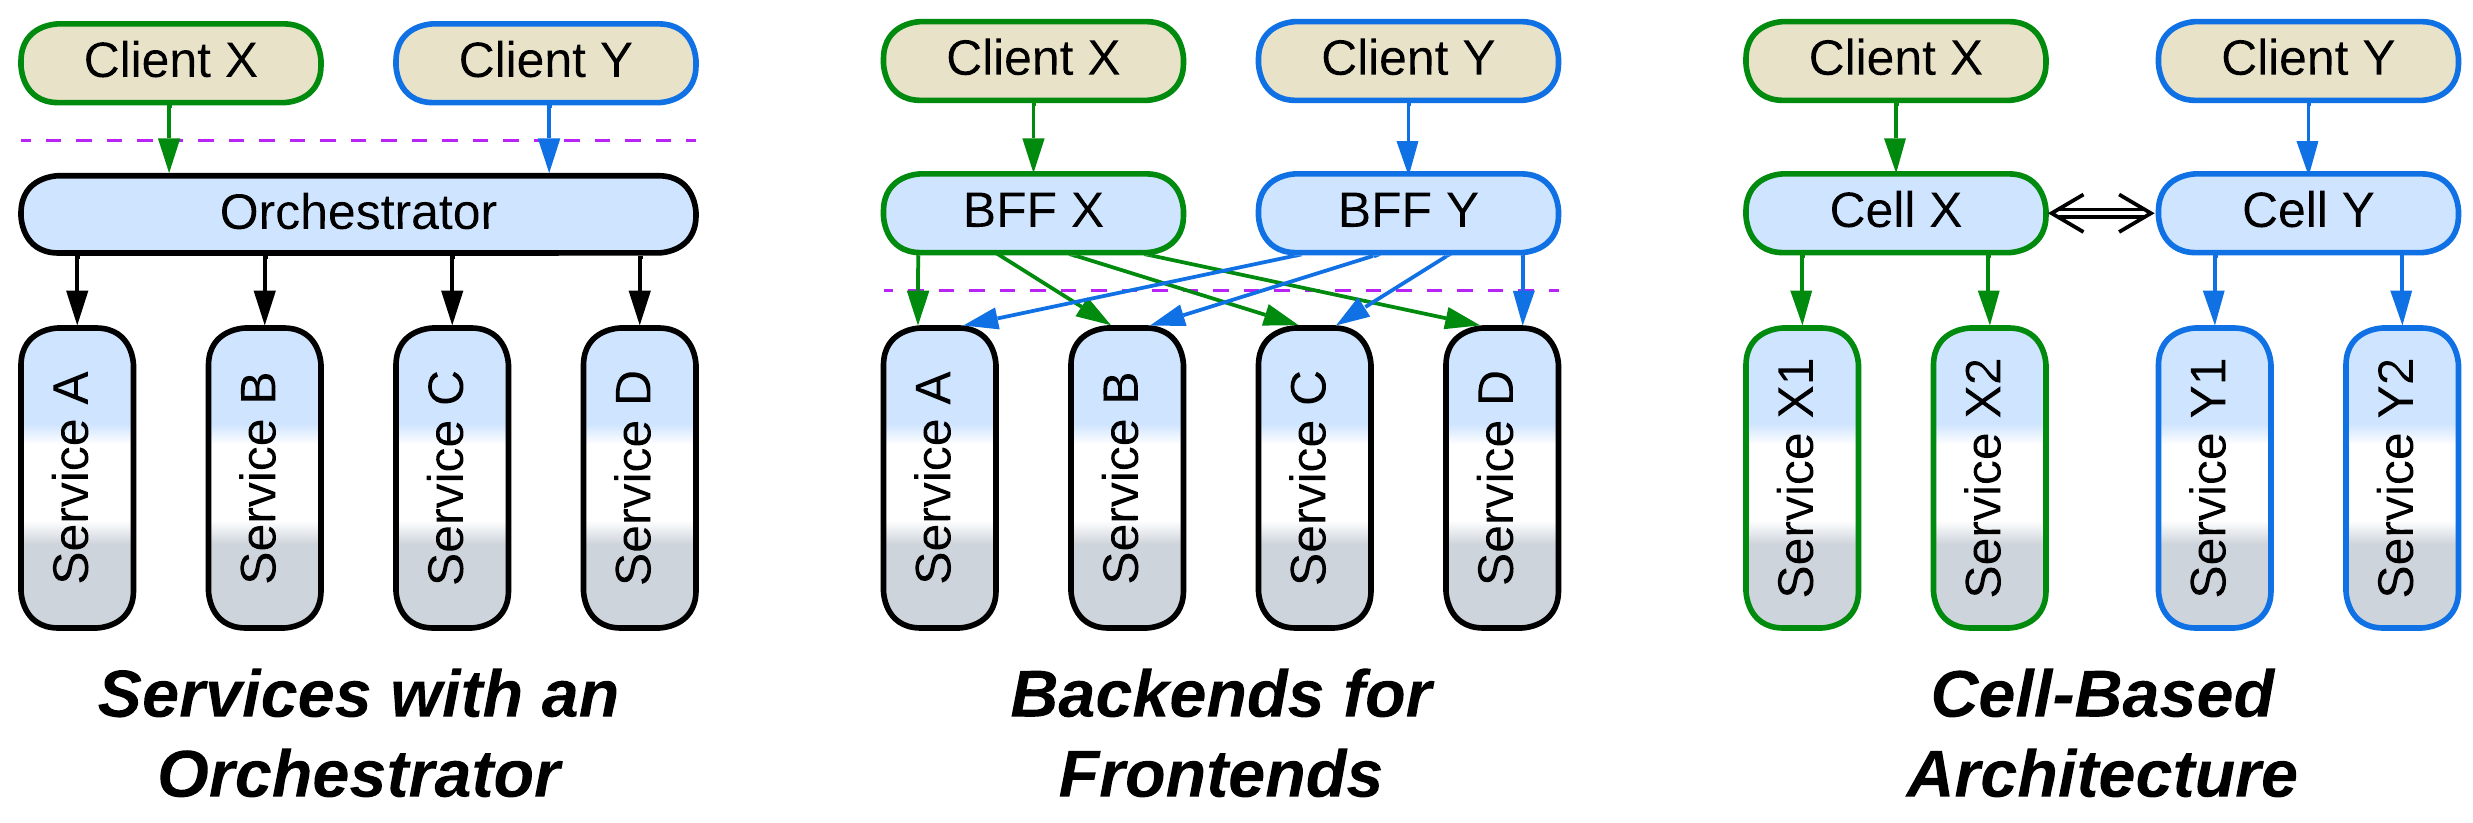 Client X
Client Y
Orchestrator
Service A
Service B
Service C
Service D
Services with an
Orchestrator
Client X
Client Y
BFF X
BFF Y
Service A
Service B
Service C
Service D
Backends for
Frontends
Client X
Client Y
Cell X
Cell Y
Service X1
Service X2
Service Y1
Service Y2
Cell-Based
Architecture